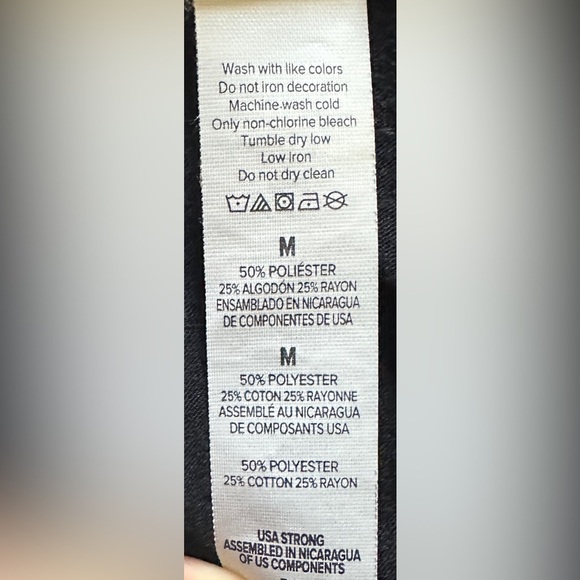 Wash with like colors
Do not iron decoration
Machine wash cold
Only non-chlorine bleach
Tumble dry low
Low iron
Do not dry clean
M
50% POLIÉSTER
25% ALGODÓN 25% RAYON
ENSAMBLADO EN NICARAGUA
DE COMPONENTES DE USA
M
50% POLYESTER
25% COTON 25% RAYONNE
ASSEMBLÉ AU NICARAGUA
DE COMPOSANTS USA
50% POLYESTER
25% COTTON 25% RAYON
USA STRONG
ASSEMBLED IN NICARAGUA
OF US COMPONENTS